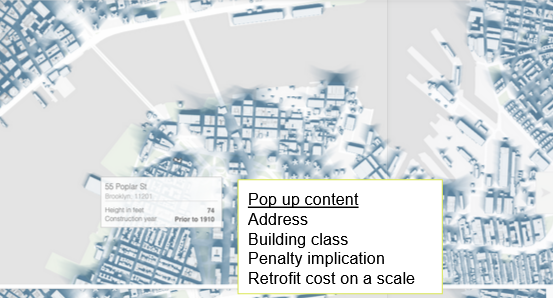 55 Poplar St
Brooklyn, 11201
Height in feet 74
Construction year Prior to 1910
Pop up content
Address
Building class
Penalty implication
Retrofit cost on a scale